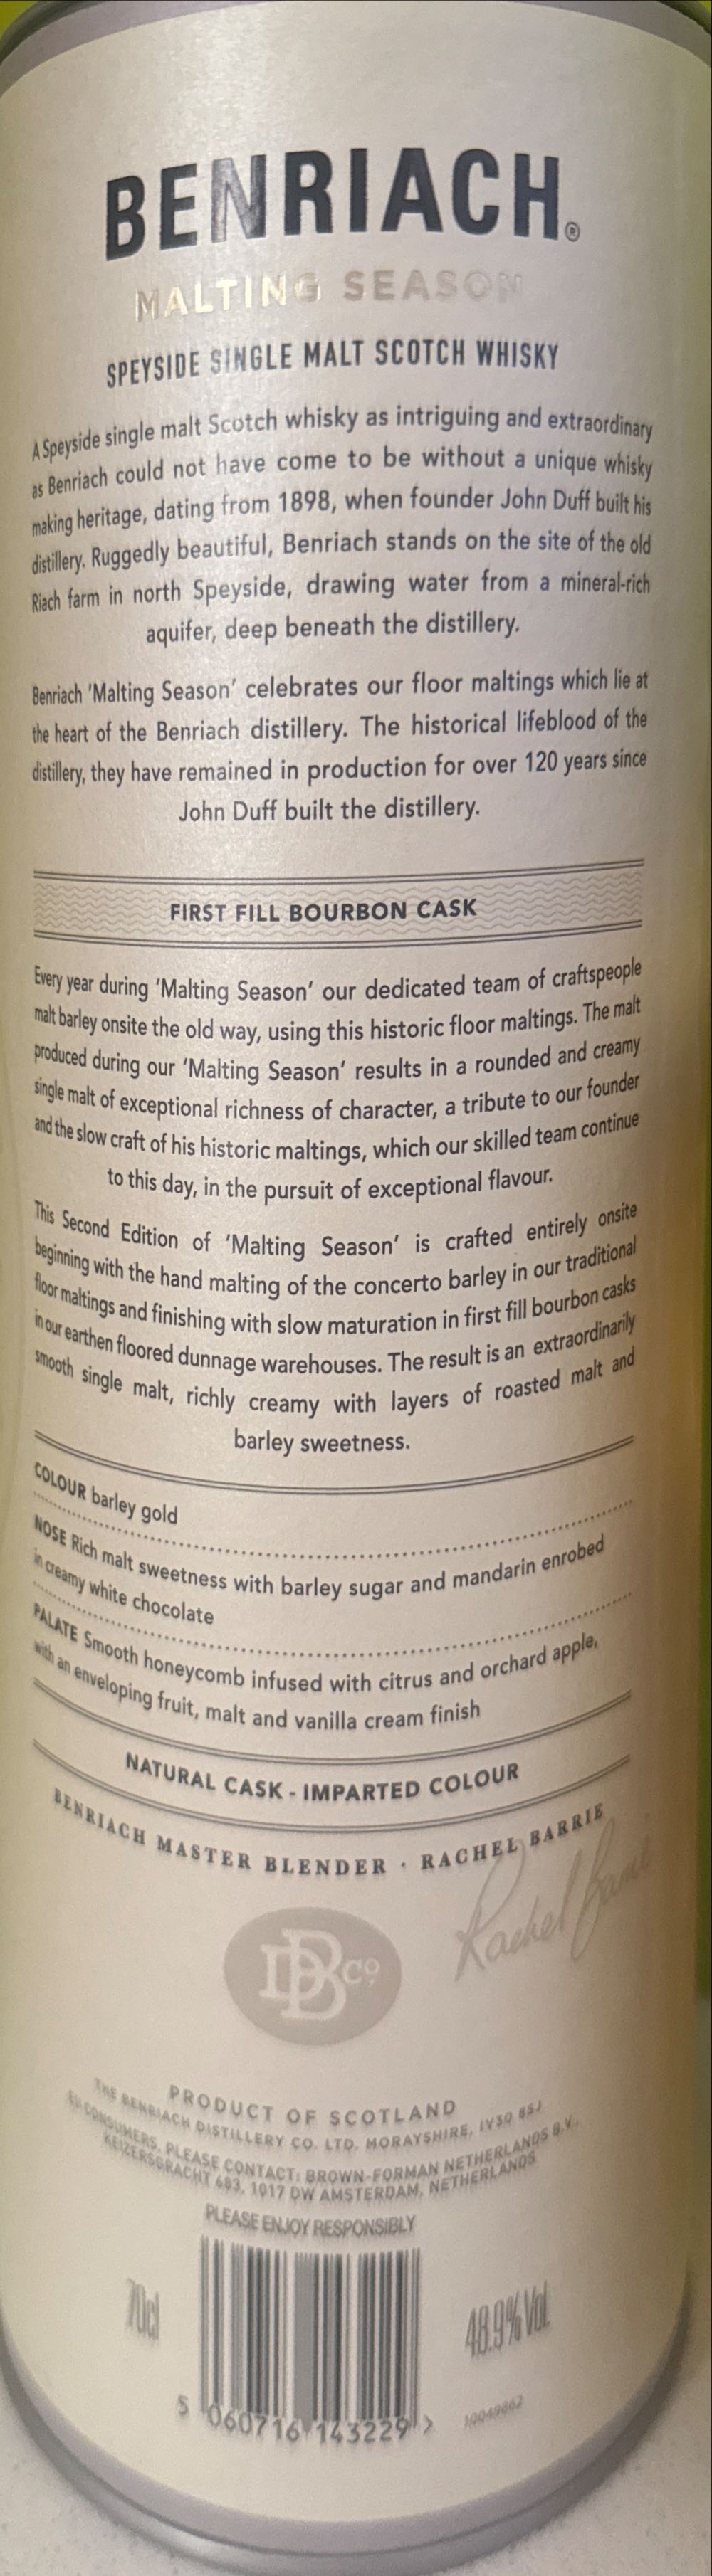 BENRIACH®
MALTING SEASON
SPEYSIDE SINGLE MALT SCOTCH WHISKY
A Speyside single malt Scotch whisky as intriguing and extraordinary
as Benriach could not have come to be without a unique whisky
making heritage, dating from 1898, when founder John Duff built his
distillery. Ruggedly beautiful, Benriach stands on the site of the old
Riach farm in north Speyside, drawing water from a mineral-rich
aquifer, deep beneath the distillery.
Benriach 'Malting Season' celebrates our floor maltings which lie at
the heart of the Benriach distillery. The historical lifeblood of the
distillery, they have remained in production for over 120 years since
John Duff built the distillery.
FIRST FILL BOURBON CASK
Every year during 'Malting Season' our dedicated team of craftspeople
malt barley onsite the old way, using this historic floor maltings. The malt
produced during our 'Malting Season' results in a rounded and creamy
single malt of exceptional richness of character, a tribute to our founder
and the slow craft of his historic maltings, which our skilled team continue
to this day, in the pursuit of exceptional flavour.
This Second Edition of 'Malting Season' is crafted entirely onsite
beginning with the hand malting of the concerto barley in our traditional
floor maltings and finishing with slow maturation in first fill bourbon casks
in our earthen floored dunnage warehouses. The result is an extraordinarily
smooth single malt, richly creamy with layers of roasted malt and
barley sweetness.
COLOUR barley gold
NOSE Rich malt sweetness with barley sugar and mandarin enrobed
in creamy white chocolate
PALATE Smooth honeycomb infused with citrus and orchard apple,
with an enveloping fruit, malt and vanilla cream finish
NATURAL CASK - IMPARTED COLOUR
BENRIACH MASTER BLENDER · RACHEL BARRIE
Rachel Barrie
DB Co
PRODUCT OF SCOTLAND
THE BENRIACH DISTILLERY CO. LTD. MORAYSHIRE, IV30 8SJ
EU CONSUMERS, PLEASE CONTACT: BROWN-FORMAN NETHERLANDS B.V.,
KEIZERSGRACHT 683, 1017 DW AMSTERDAM, NETHERLANDS
PLEASE ENJOY RESPONSIBLY
70cl
48.9% Vol.
5 060716 143229 >